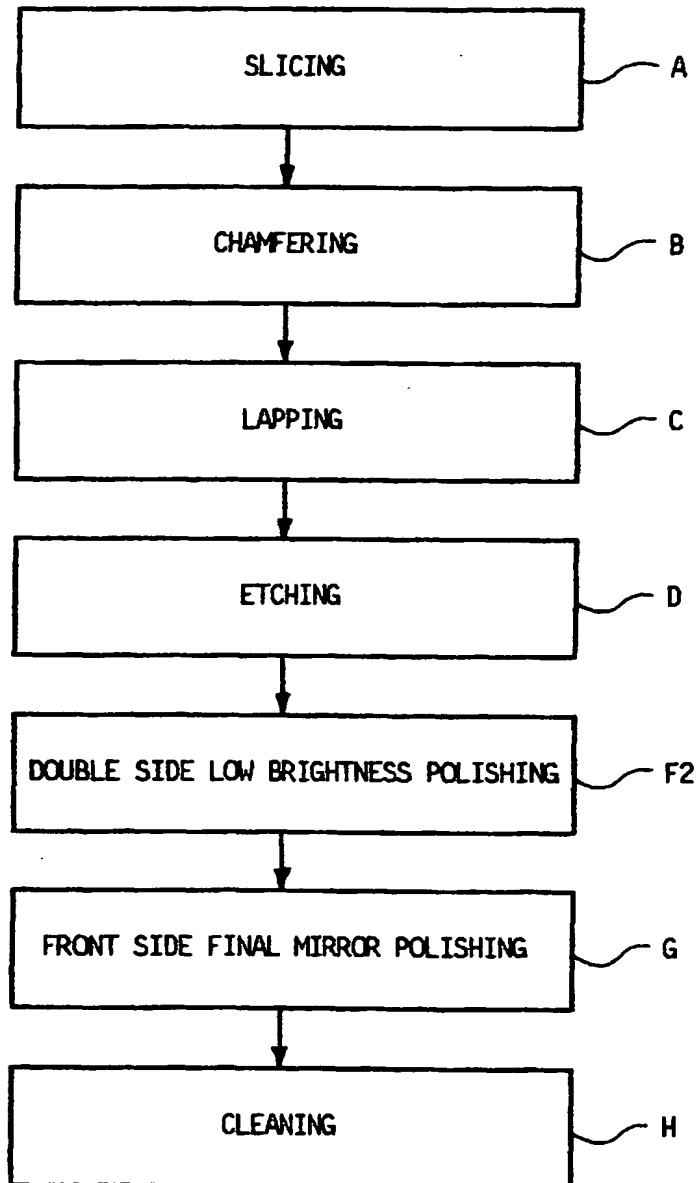 SLICING A
CHAMFERING B
LAPPING C
ETCHING D
DOUBLE SIDE LOW BRIGHTNESS POLISHING F2
FRONT SIDE FINAL MIRROR POLISHING G
CLEANING H